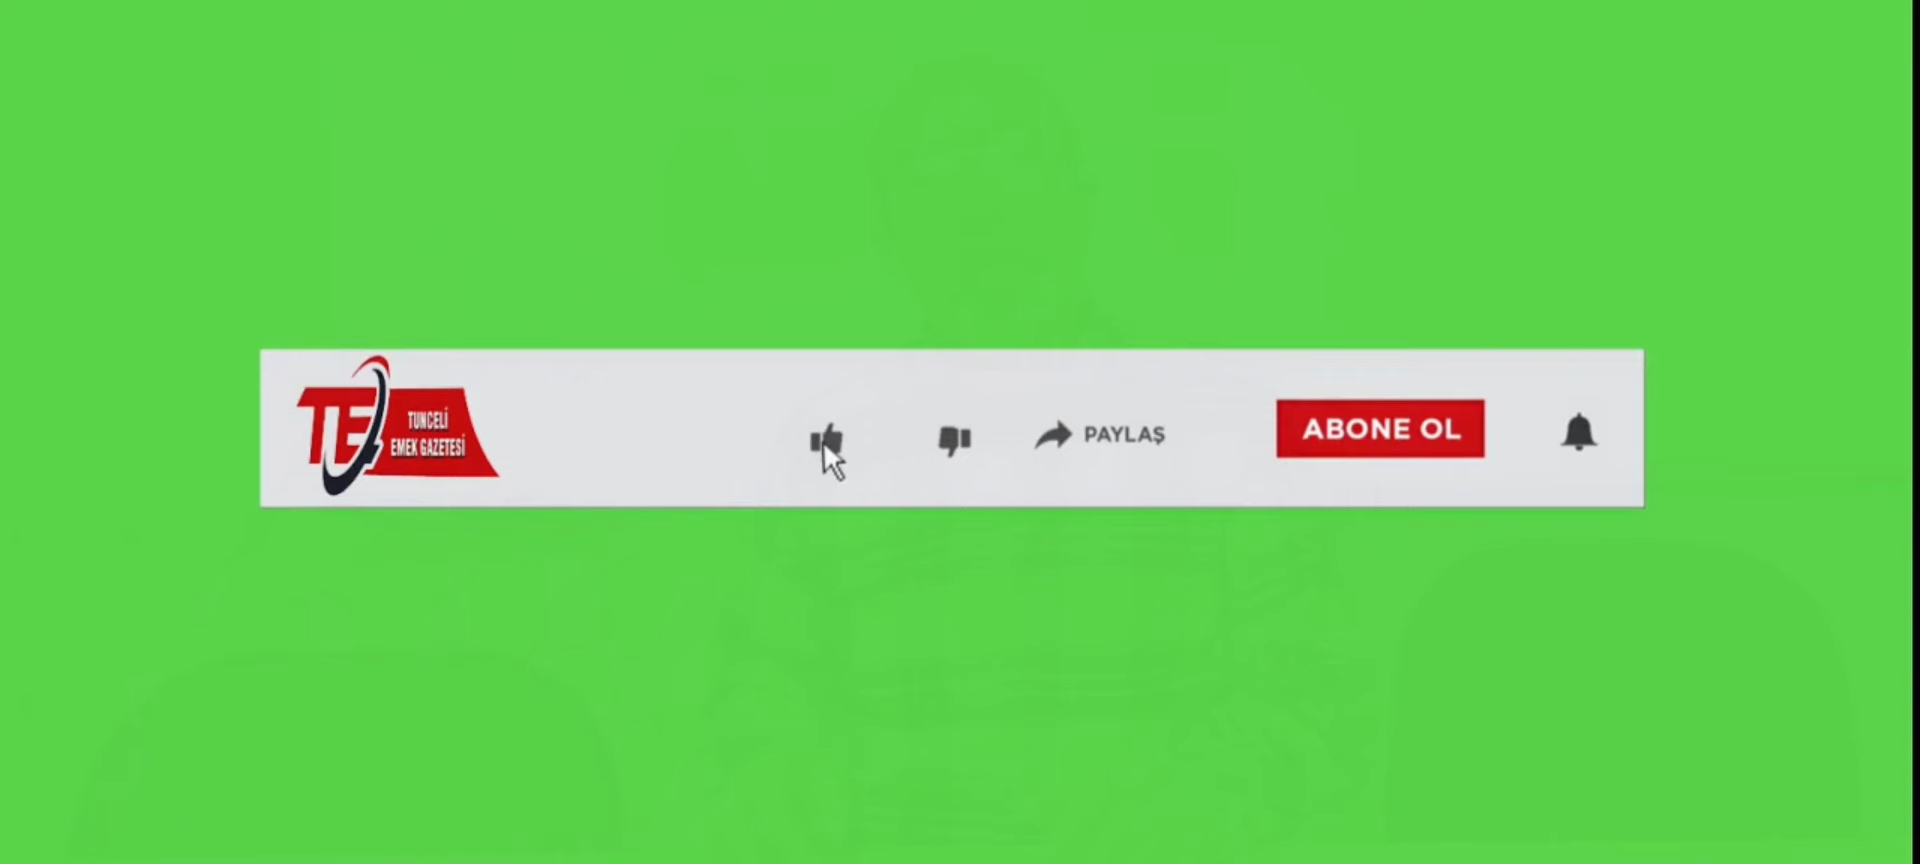 TE
TUNCELİ
EMEK GAZETESİ
PAYLAŞ
ABONE OL